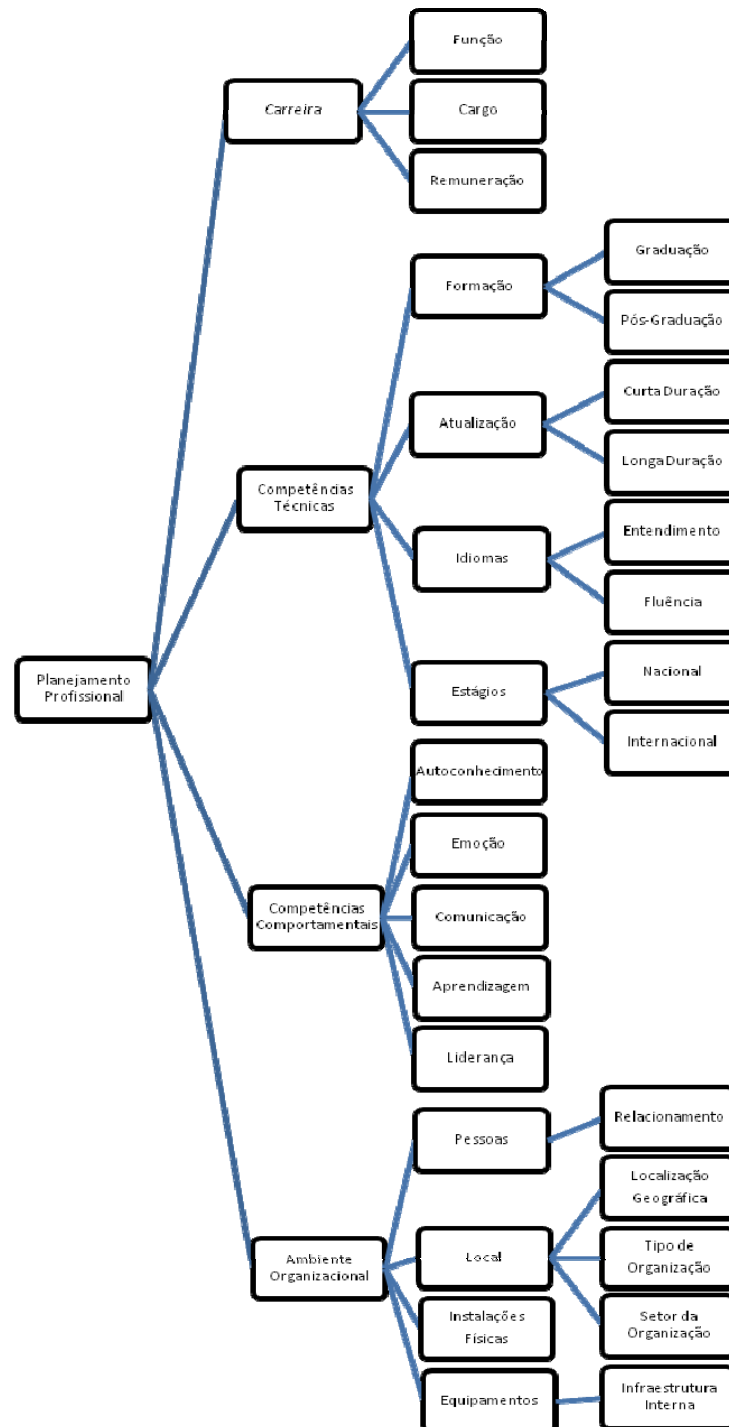 Função
Carreira
Cargo
Remuneração
Graduação
Formação
Pós-Graduação
Curta Duração
Atualização
Longa Duração
Competências
Técnicas
Entendimento
Idiomas
Fluência
Nacional
Planejamento
Profissional
Estágios
Internacional
Autoconhecimento
Emoção
Competências
Comportamentais
Comunicação
Aprendizagem
Liderança
Relacionamento
Pessoas
Localização
Geográfica
Ambiente
Organizacional
Local
Tipo de
Organização
Instalações
Físicas
Setor da
Organização
Equipamentos
Infraestrutura
Interna